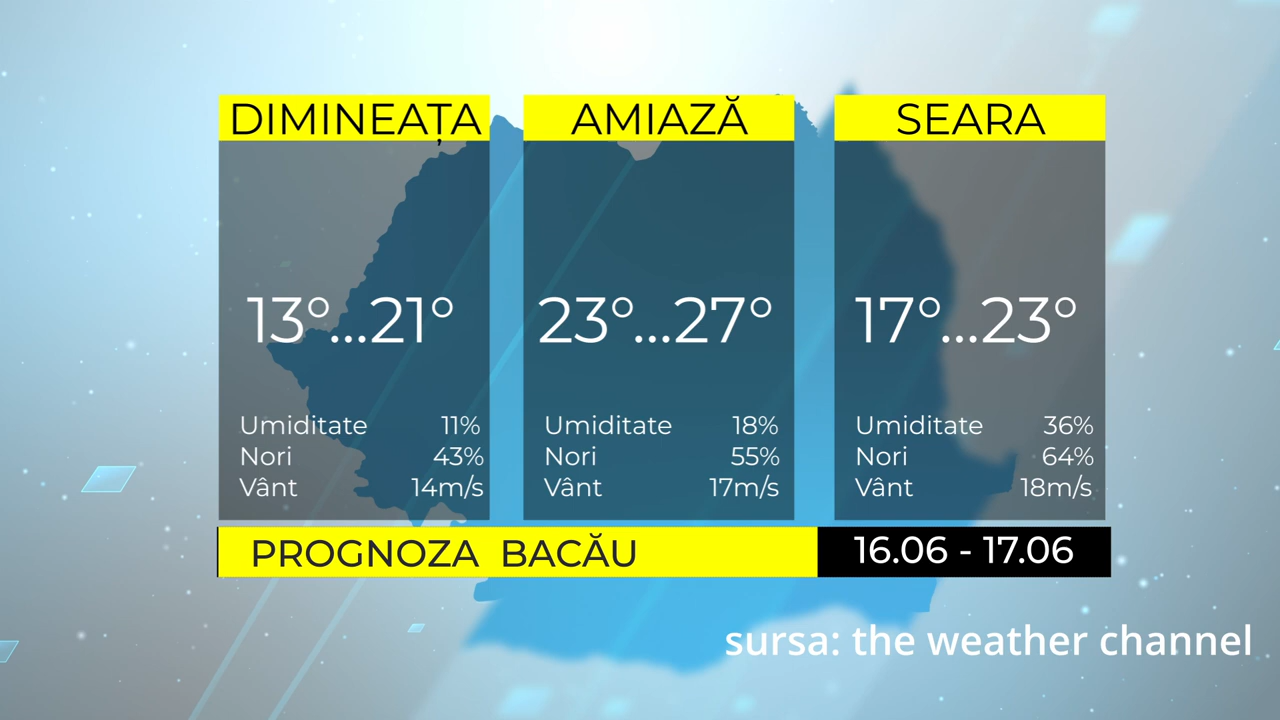 DIMINEAȚA
13°...21°
Umiditate 11%
Nori 43%
Vânt 14m/s
AMIAZĂ
23°...27°
Umiditate 18%
Nori 55%
Vânt 17m/s
SEARA
17°...23°
Umiditate 36%
Nori 64%
Vânt 18m/s
PROGNOZA BACĂU
16.06 - 17.06
sursa: the weather channel